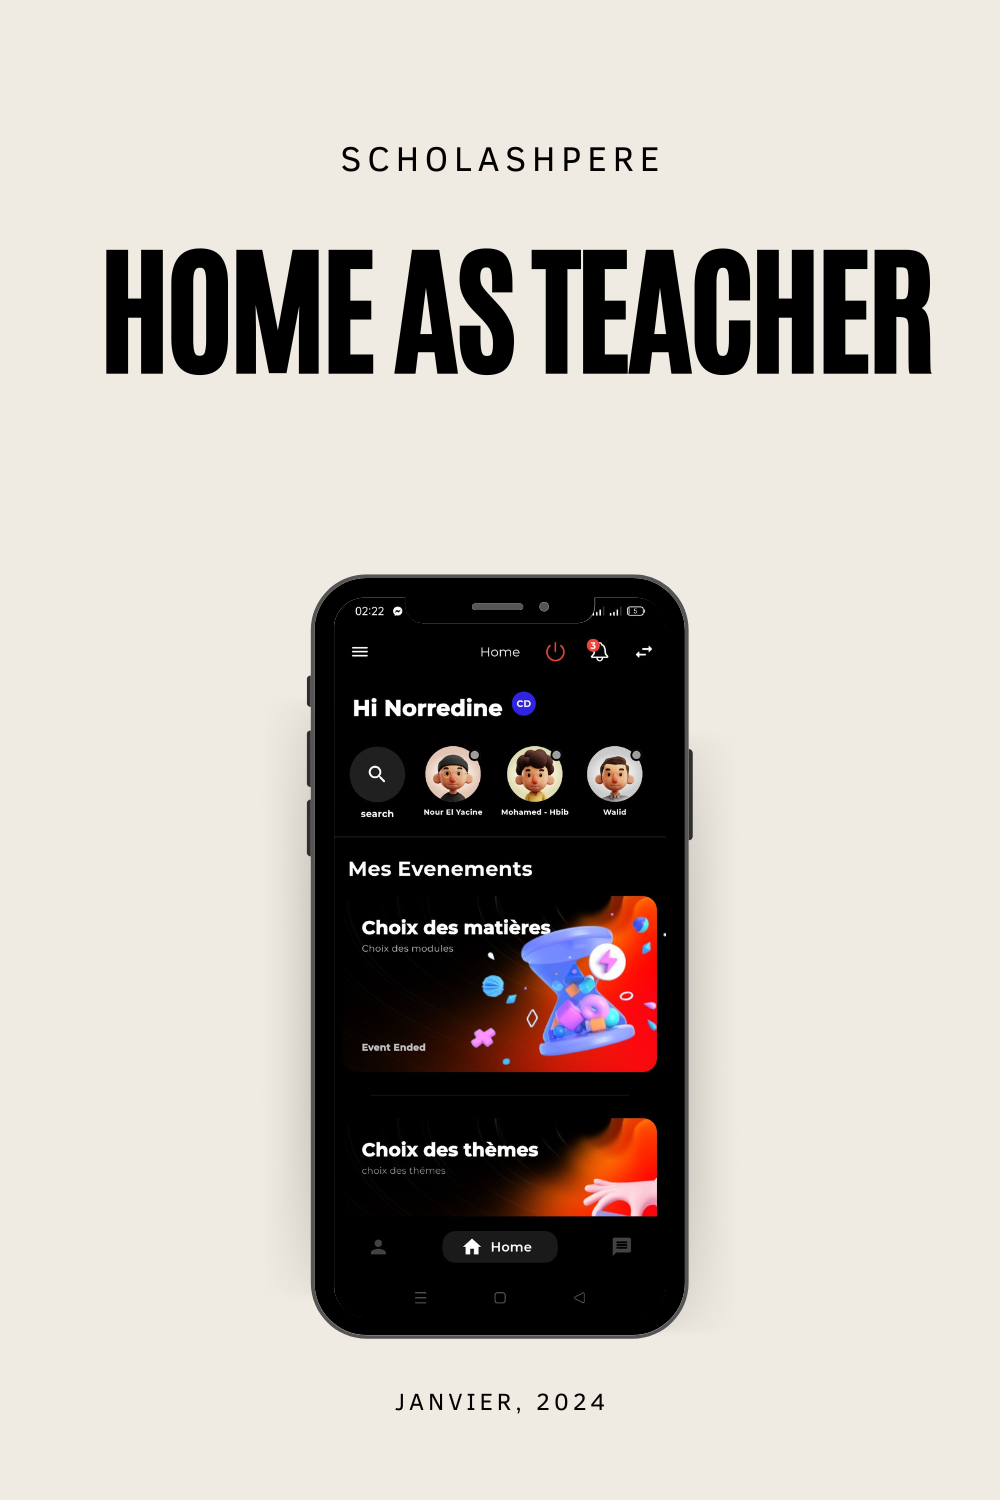 SCHOLASHPERE
HOME AS TEACHER
02:22
5
Home
3
Hi Norredine
CD
search
Nour El Yacine
Mohamed - Hbib
Walid
Mes Evenements
Choix des matières
Choix des modules
Event Ended
Choix des thèmes
choix des thémes
Home
JANVIER, 2024